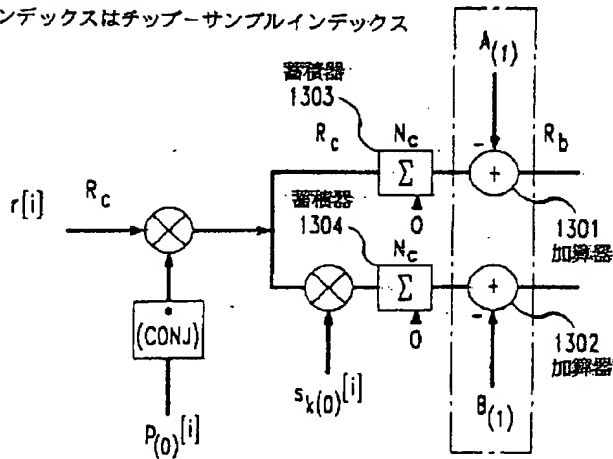 ンデックスはチップーサンプルインデックス
A(1)
蓄積器
1303
Rc
Nc
Σ
0
-
+
Rb
r[i]
Rc
1301
加算器
蓄積器
1304
Nc
Σ
0
-
+
1302
加算器
*
(CONJ)
sk(0)[i]
B(1)
p(0)[i]